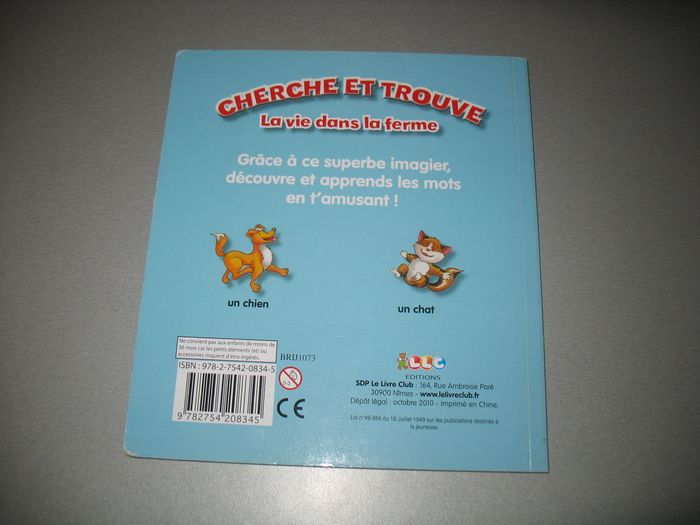 CHERCHE ET TROUVE
La vie dans la ferme
Grâce à ce superbe imagier,
découvre et apprends les mots
en t'amusant !
un chien
un chat
Ne convient pas aux enfants de moins de
36 mois car les petits éléments (et) ou
accessoires risquent d'être ingérés.
BRIJ1073
ISBN : 978-2-7542-0834-5
9 782754 208345
0-3
CE
LLC
EDITIONS
SDP Le Livre Club : 164, Rue Ambroise Paré
30900 Nîmes - www.lelivreclub.fr
Dépôt légal : octobre 2010 - Imprimé en Chine.
Loi n°49-956 du 16 Juillet 1949 sur les publications destinées à
la jeunesse.